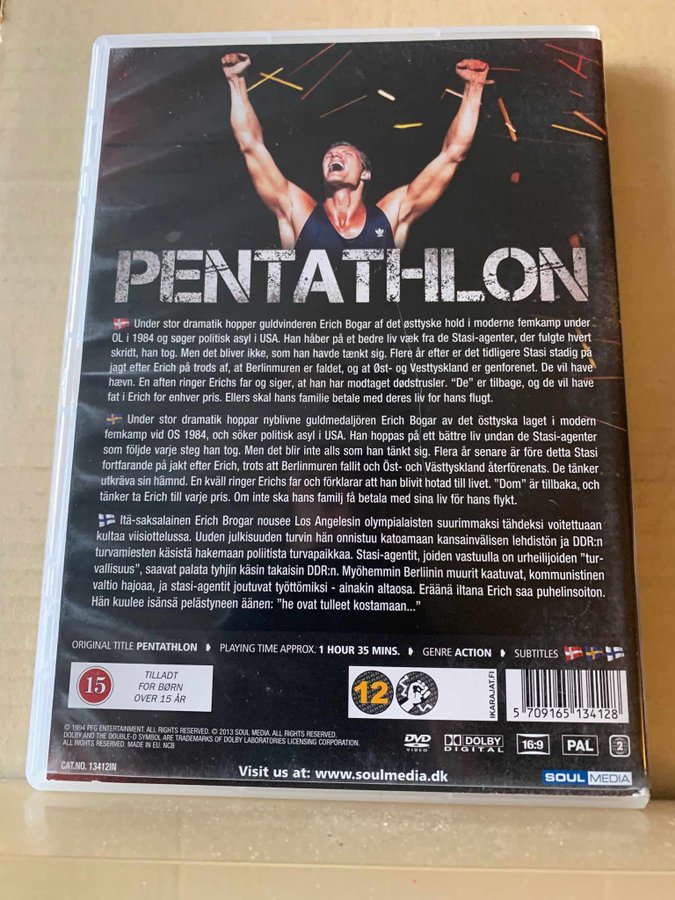 PENTATHLON
Under stor dramatik hopper guldvinderen Erich Bogar af det østtyske hold i moderne femkamp under
OL i 1984 og søger politisk asyl i USA. Han håber på et bedre liv væk fra de Stasi-agenter, der fulgte hvert
skridt, han tog. Men det bliver ikke, som han havde tænkt sig. Flere år efter er det tidligere Stasi stadig på
jagt efter Erich på trods af, at Berlinmuren er faldet, og at Øst- og Vesttyskland er genforenet. De vil have
hævn. En aften ringer Erichs far og siger, at han har modtaget dødstrusler. "De" er tilbage, og de vil have
fat i Erich for enhver pris. Ellers skal hans familie betale med deres liv for hans flugt.
Under stor dramatik hoppar nyblivne guldmedaljören Erich Bogar av det östtyska laget i modern
femkamp vid OS 1984, och söker politisk asyl i USA. Han hoppas på ett bättre liv undan de Stasi-agenter
som följde varje steg han tog. Men det blir inte alls som han tänkt sig. Flera år senare är före detta Stasi
fortfarande på jakt efter Erich, trots att Berlinmuren fallit och Öst- och Västtyskland återförenats. De tänker
utkräva sin hämnd. En kväll ringer Erichs far och förklarar att han blivit hotad till livet. "Dom" är tillbaka, och
tänker ta Erich till varje pris. Om inte ska hans familj få betala med sina liv för hans flykt.
Itä-saksalainen Erich Brogar nousee Los Angelesin olympialaisten suurimmaksi tähdeksi voitettuaan
kultaa viisiottelussa. Uuden julkisuuden turvin hän onnistuu katoamaan kansainvälisen lehdistön ja DDR:n
turvamiesten käsistä hakemaan poliitista turvapaikkaa. Stasi-agentit, joiden vastuulla on urheilijoiden "tur-
vallisuus", saavat palata tyhjin käsin takaisin DDR:n. Myöhemmin Berliinin muurit kaatuvat, kommunistinen
valtio hajoaa, ja stasi-agentit joutuvat työttömiksi - ainakin altaosa. Eräänä iltana Erich saa puhelinsoiton.
Hän kuulee isänsä pelästyneen äänen: "he ovat tulleet kostamaan..."
ORIGINAL TITLE PENTATHLON PLAYING TIME APPROX. 1 HOUR 35 MINS. GENRE ACTION SUBTITLES
15
TILLADT
FOR BØRN
OVER 15 ÅR
12
IKARAJAT.FI
5 709165 134128
© 1994 PFG ENTERTAINMENT. ALL RIGHTS RESERVED. © 2013 SOUL MEDIA. ALL RIGHTS RESERVED
DOLBY AND THE DOUBLE-D SYMBOL ARE TRADEMARKS OF DOLBY LABORATORIES LICENSING CORPORATION.
MADE IN EU. NCB
DVD
VIDEO
DOLBY
DIGITAL
16:9
PAL
2
CAT.NO. 13412IN
Visit us at: www.soulmedia.dk
SOUL MEDIA